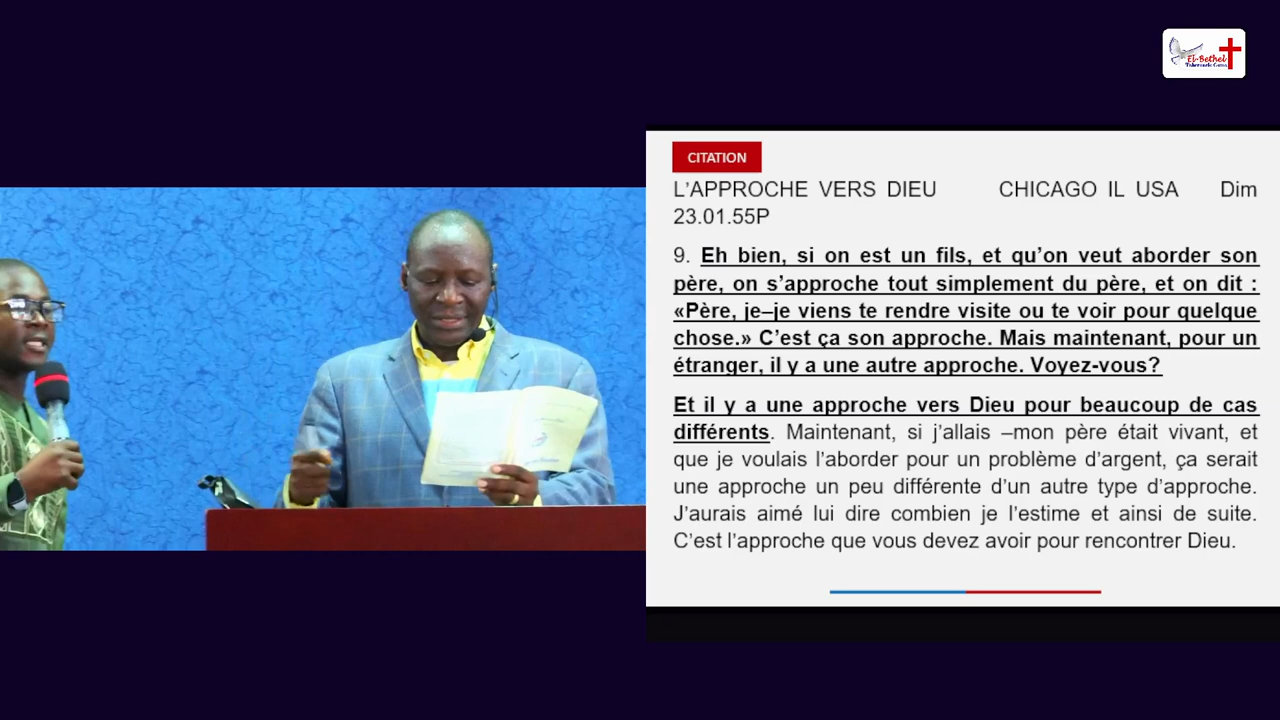 El-Bethel
CITATION
L’APPROCHE VERS DIEU CHICAGO IL USA Dim
23.01.55P
9. Eh bien, si on est un fils, et qu’on veut aborder son
père, on s’approche tout simplement du père, et on dit :
«Père, je–je viens te rendre visite ou te voir pour quelque
chose.» C’est ça son approche. Mais maintenant, pour un
étranger, il y a une autre approche. Voyez-vous?
Et il y a une approche vers Dieu pour beaucoup de cas
différents. Maintenant, si j’allais –mon père était vivant, et
que je voulais l’aborder pour un problème d’argent, ça serait
une approche un peu différente d’un autre type d’approche.
J’aurais aimé lui dire combien je l’estime et ainsi de suite.
C’est l’approche que vous devez avoir pour rencontrer Dieu.